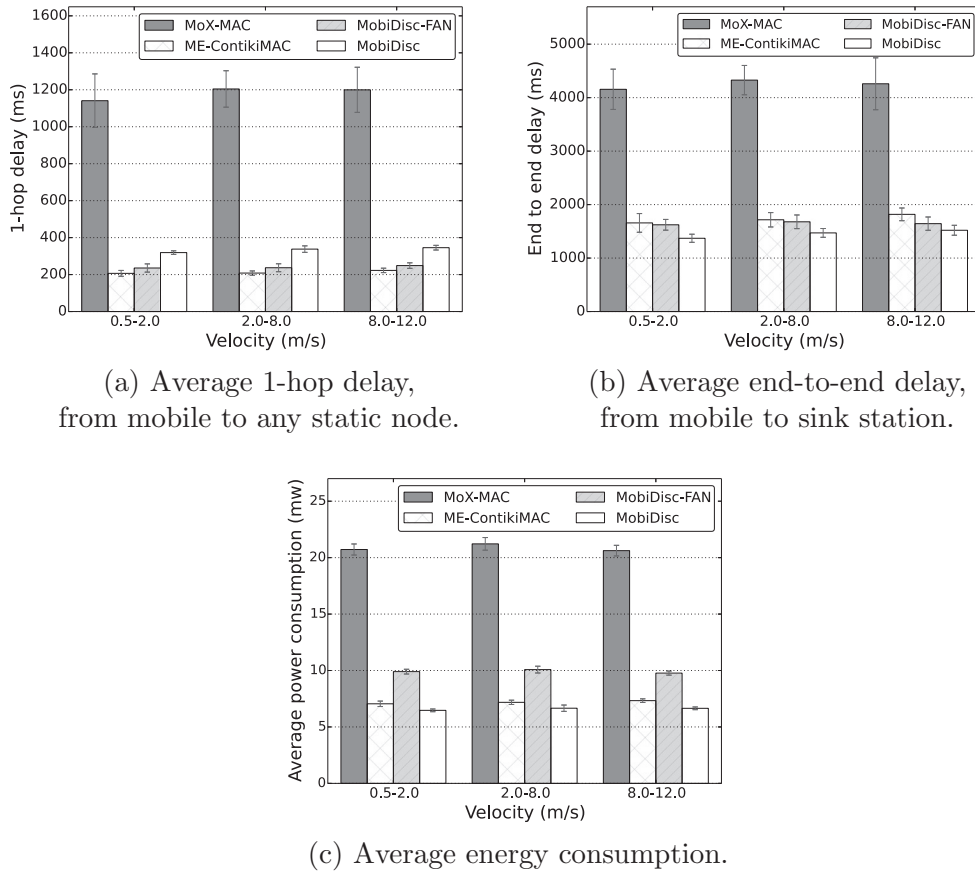 1600
1400
1200
1000
800
600
400
200
0
1-hop delay (ms)
MoX-MAC
ME-ContikiMAC
MobiDisc-FAN
MobiDisc
0.5-2.0
2.0-8.0
8.0-12.0
Velocity (m/s)
(a) Average 1-hop delay,
from mobile to any static node.
5000
4000
3000
2000
1000
0
End to end delay (ms)
MoX-MAC
ME-ContikiMAC
MobiDisc-FAN
MobiDisc
0.5-2.0
2.0-8.0
8.0-12.0
Velocity (m/s)
(b) Average end-to-end delay,
from mobile to sink station.
25
20
15
10
5
0
Average power consumption (mw)
MoX-MAC
ME-ContikiMAC
MobiDisc-FAN
MobiDisc
0.5-2.0
2.0-8.0
8.0-12.0
Velocity (m/s)
(c) Average energy consumption.